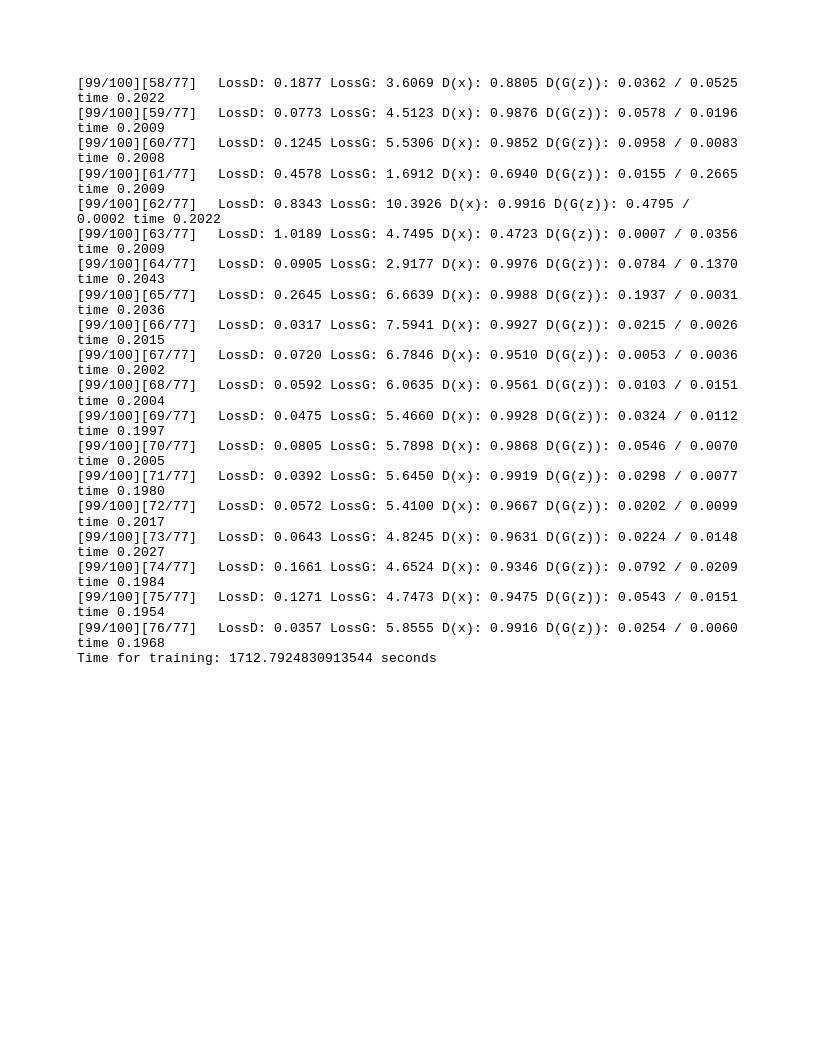 [99/100][58/77] LossD: 0.1877 LossG: 3.6069 D(x): 0.8805 D(G(z)): 0.0362 / 0.0525
time 0.2022
[99/100][59/77] LossD: 0.0773 LossG: 4.5123 D(x): 0.9876 D(G(z)): 0.0578 / 0.0196
time 0.2009
[99/100][60/77] LossD: 0.1245 LossG: 5.5306 D(x): 0.9852 D(G(z)): 0.0958 / 0.0083
time 0.2008
[99/100][61/77] LossD: 0.4578 LossG: 1.6912 D(x): 0.6940 D(G(z)): 0.0155 / 0.2665
time 0.2009
[99/100][62/77] LossD: 0.8343 LossG: 10.3926 D(x): 0.9916 D(G(z)): 0.4795 /
0.0002 time 0.2022
[99/100][63/77] LossD: 1.0189 LossG: 4.7495 D(x): 0.4723 D(G(z)): 0.0007 / 0.0356
time 0.2009
[99/100][64/77] LossD: 0.0905 LossG: 2.9177 D(x): 0.9976 D(G(z)): 0.0784 / 0.1370
time 0.2043
[99/100][65/77] LossD: 0.2645 LossG: 6.6639 D(x): 0.9988 D(G(z)): 0.1937 / 0.0031
time 0.2036
[99/100][66/77] LossD: 0.0317 LossG: 7.5941 D(x): 0.9927 D(G(z)): 0.0215 / 0.0026
time 0.2015
[99/100][67/77] LossD: 0.0720 LossG: 6.7846 D(x): 0.9510 D(G(z)): 0.0053 / 0.0036
time 0.2002
[99/100][68/77] LossD: 0.0592 LossG: 6.0635 D(x): 0.9561 D(G(z)): 0.0103 / 0.0151
time 0.2004
[99/100][69/77] LossD: 0.0475 LossG: 5.4660 D(x): 0.9928 D(G(z)): 0.0324 / 0.0112
time 0.1997
[99/100][70/77] LossD: 0.0805 LossG: 5.7898 D(x): 0.9868 D(G(z)): 0.0546 / 0.0070
time 0.2005
[99/100][71/77] LossD: 0.0392 LossG: 5.6450 D(x): 0.9919 D(G(z)): 0.0298 / 0.0077
time 0.1980
[99/100][72/77] LossD: 0.0572 LossG: 5.4100 D(x): 0.9667 D(G(z)): 0.0202 / 0.0099
time 0.2017
[99/100][73/77] LossD: 0.0643 LossG: 4.8245 D(x): 0.9631 D(G(z)): 0.0224 / 0.0148
time 0.2027
[99/100][74/77] LossD: 0.1661 LossG: 4.6524 D(x): 0.9346 D(G(z)): 0.0792 / 0.0209
time 0.1984
[99/100][75/77] LossD: 0.1271 LossG: 4.7473 D(x): 0.9475 D(G(z)): 0.0543 / 0.0151
time 0.1954
[99/100][76/77] LossD: 0.0357 LossG: 5.8555 D(x): 0.9916 D(G(z)): 0.0254 / 0.0060
time 0.1968
Time for training: 1712.7924830913544 seconds